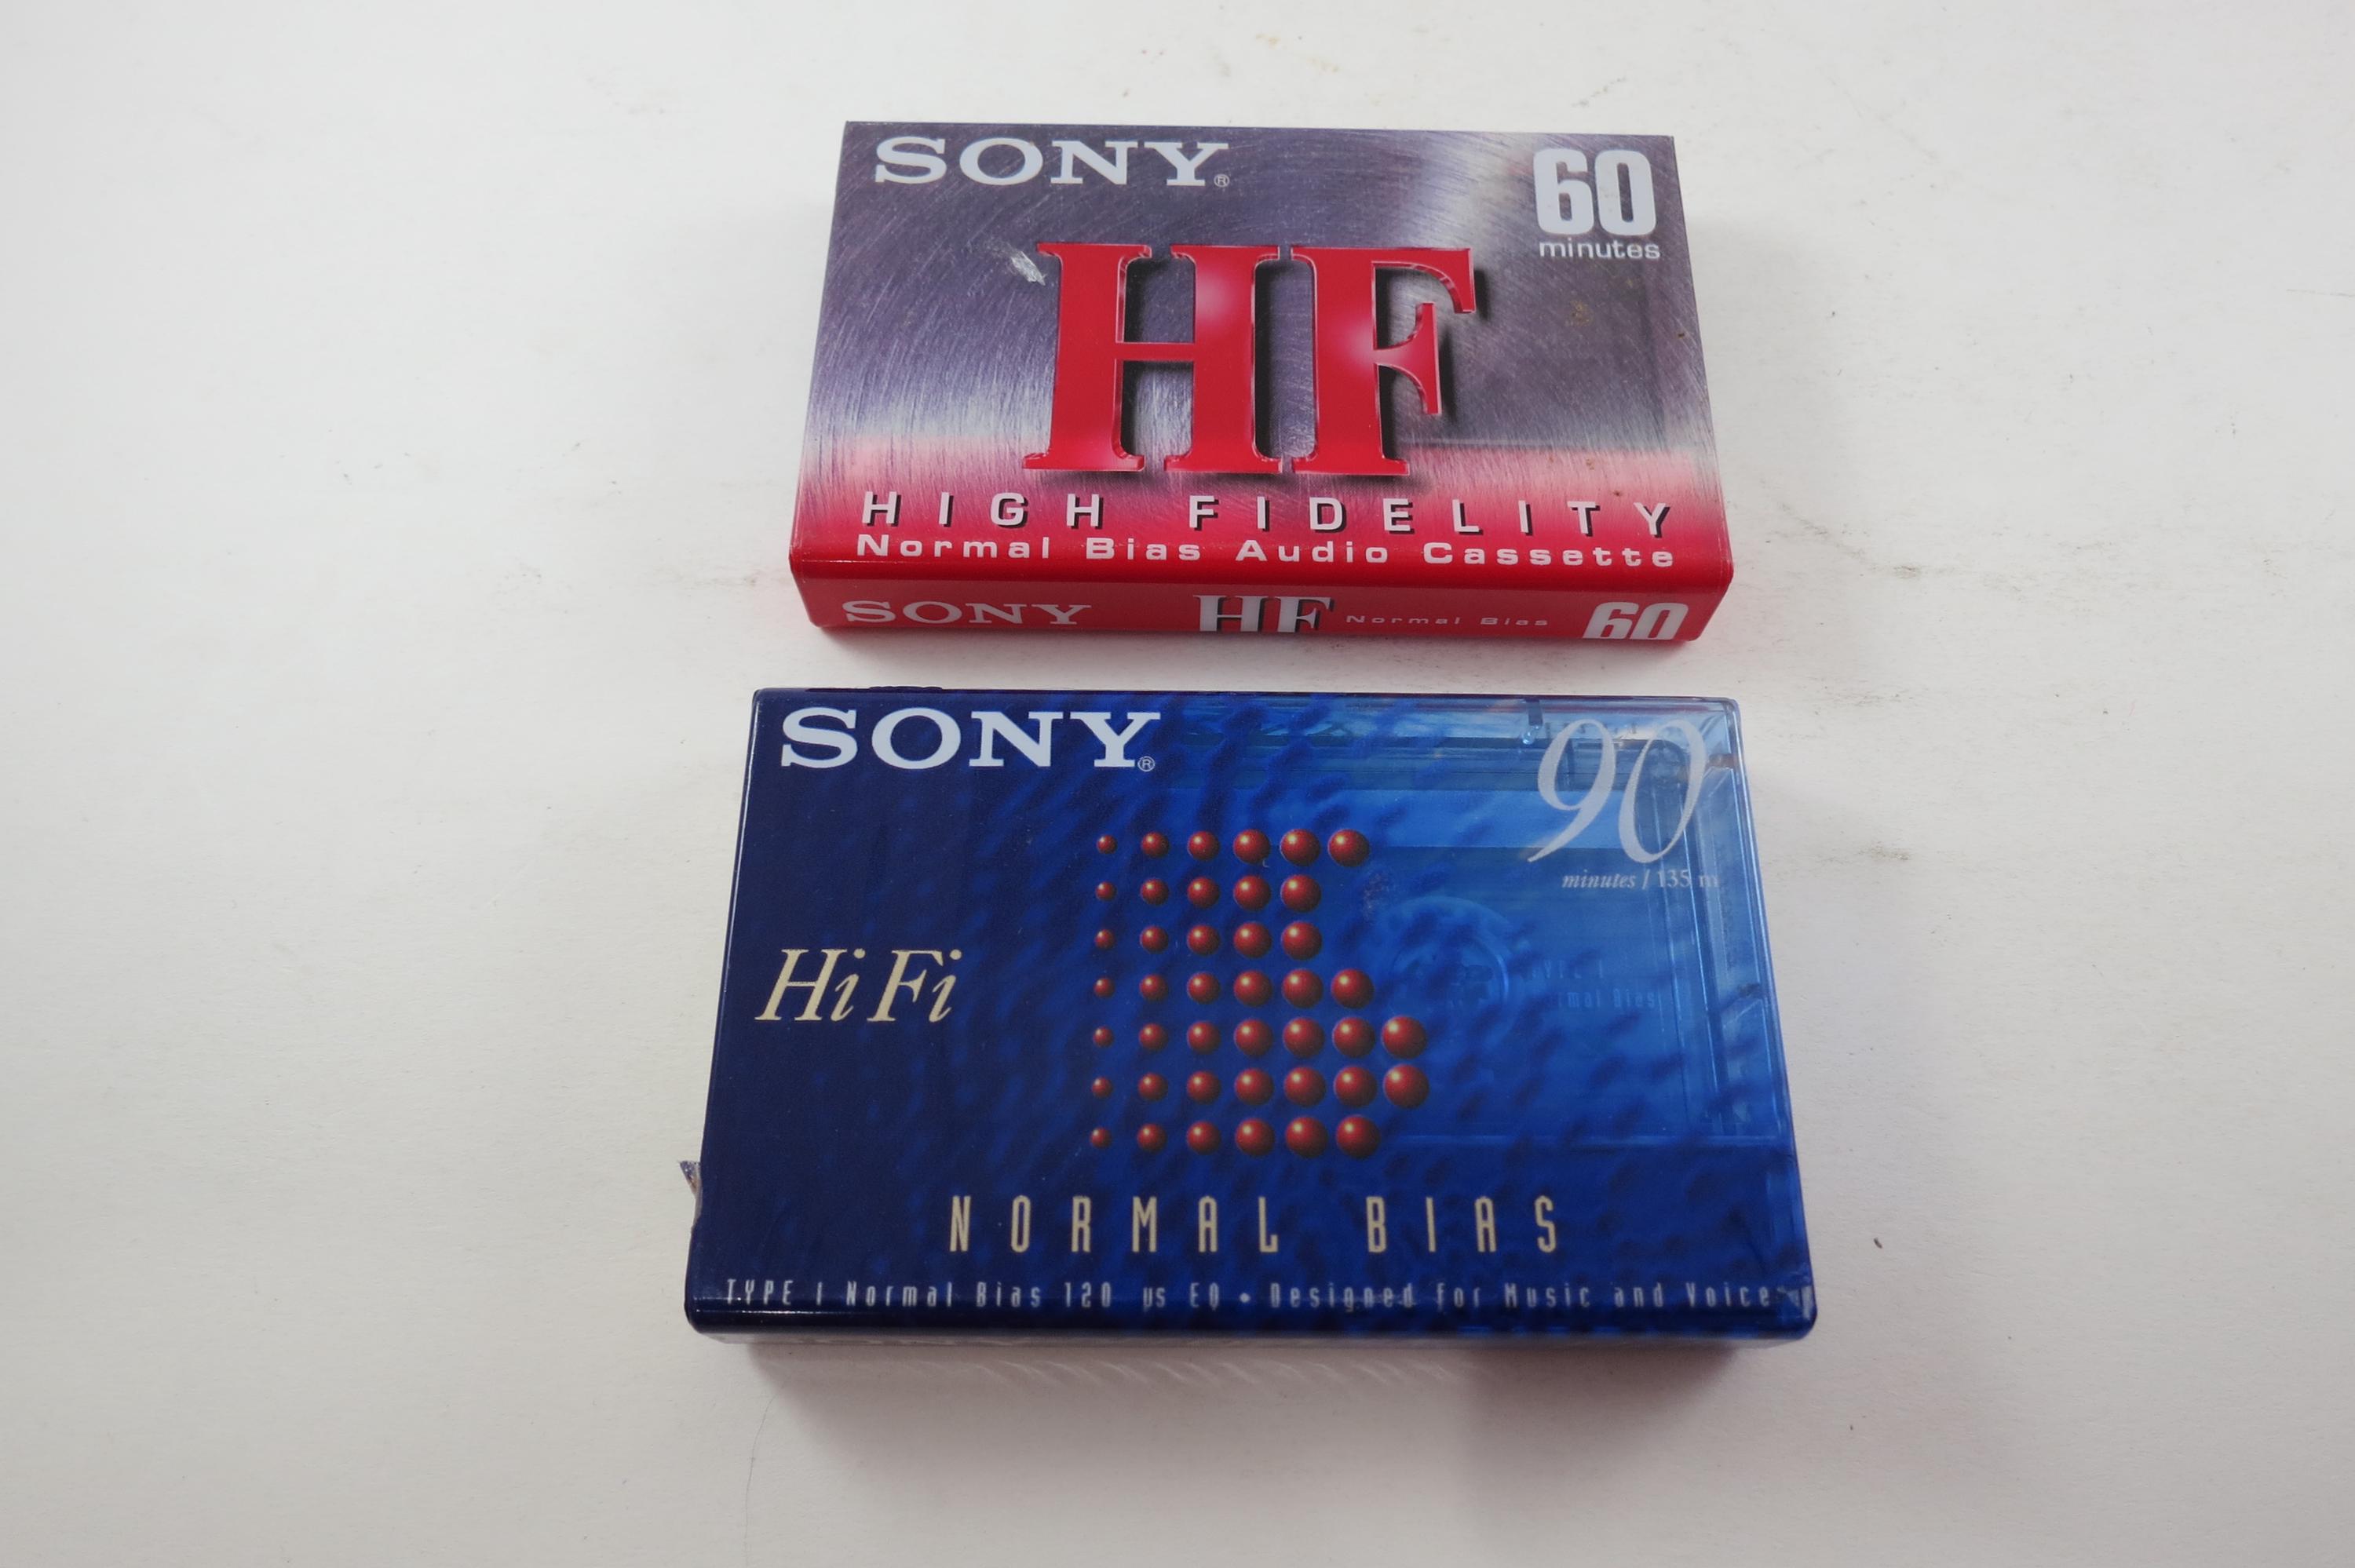 SONY®
60
minutes
HF
HIGH FIDELITY
Normal Bias Audio Cassette
SONY HF Normal Bias 60
SONY®
90
minutes / 135 m
Hi Fi
NORMAL BIAS
TYPE I Normal Bias 120 µs EQ • Designed for Music and Voice